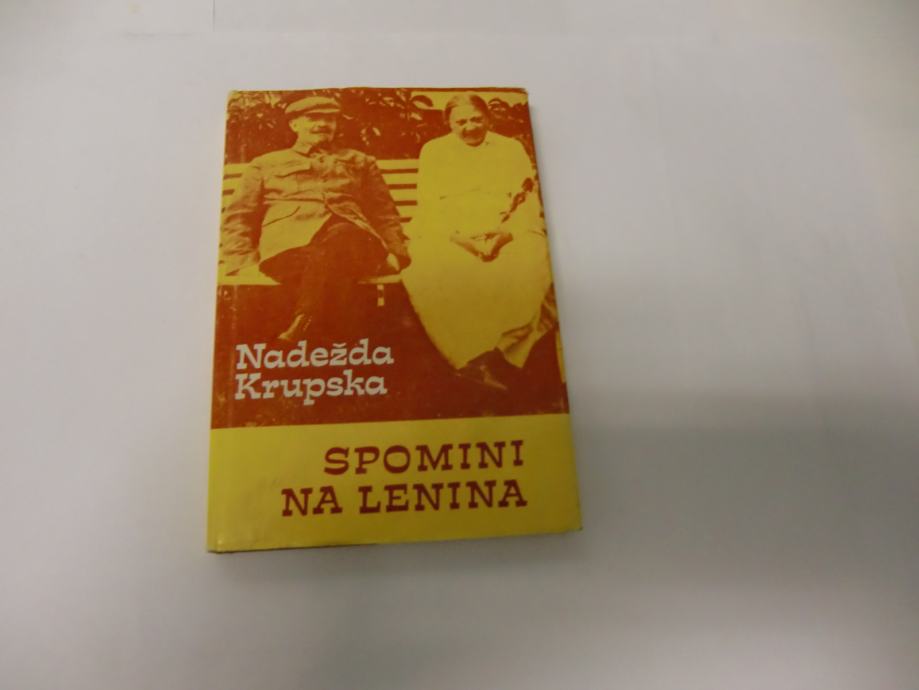 Nadežda
Krupska
SPOMINI
NA LENINA